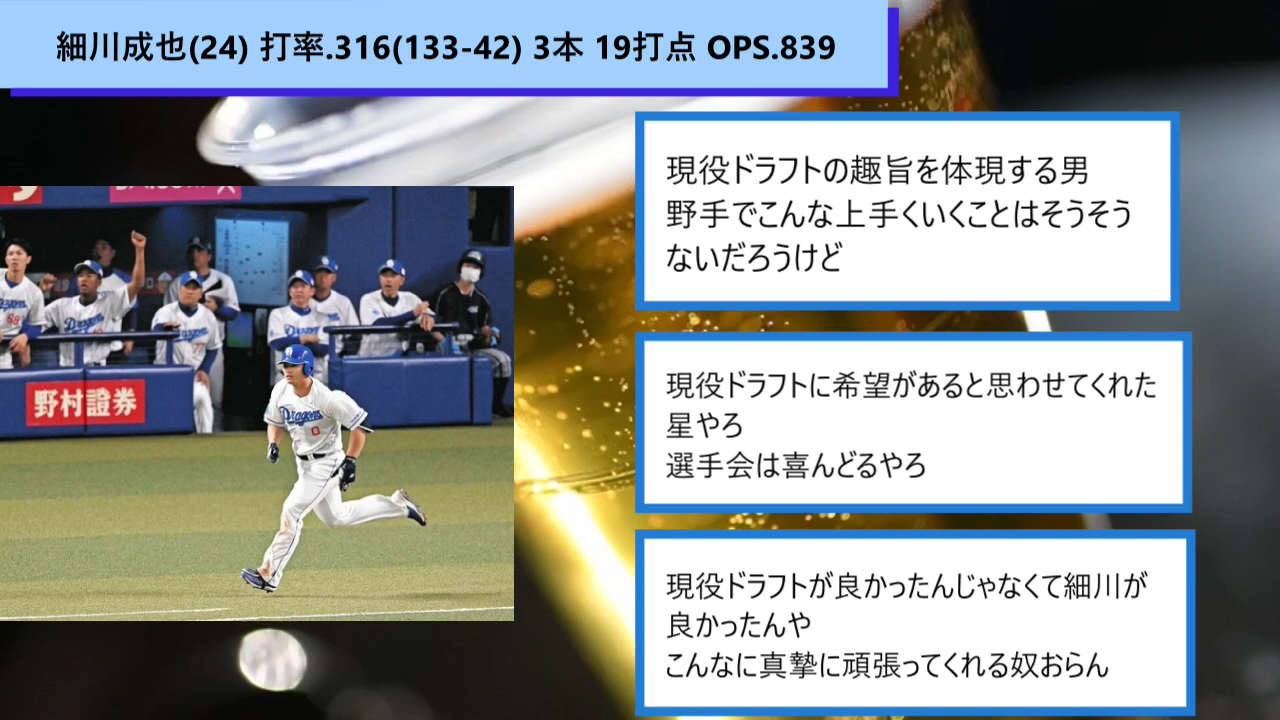 細川成也(24) 打率.316(133-42) 3本 19打点 OPS.839
現役ドラフトの趣旨を体現する男
野手でこんな上手くいくことはそうそう
ないだろうけど
現役ドラフトに希望があると思わせてくれた
星やろ
選手会は喜んどるやろ
現役ドラフトが良かったんじゃなくて細川が
良かったんや
こんなに真摯に頑張ってくれる奴おらん
Dragons
Dragons
Dragons
野村證券
Dragons
0